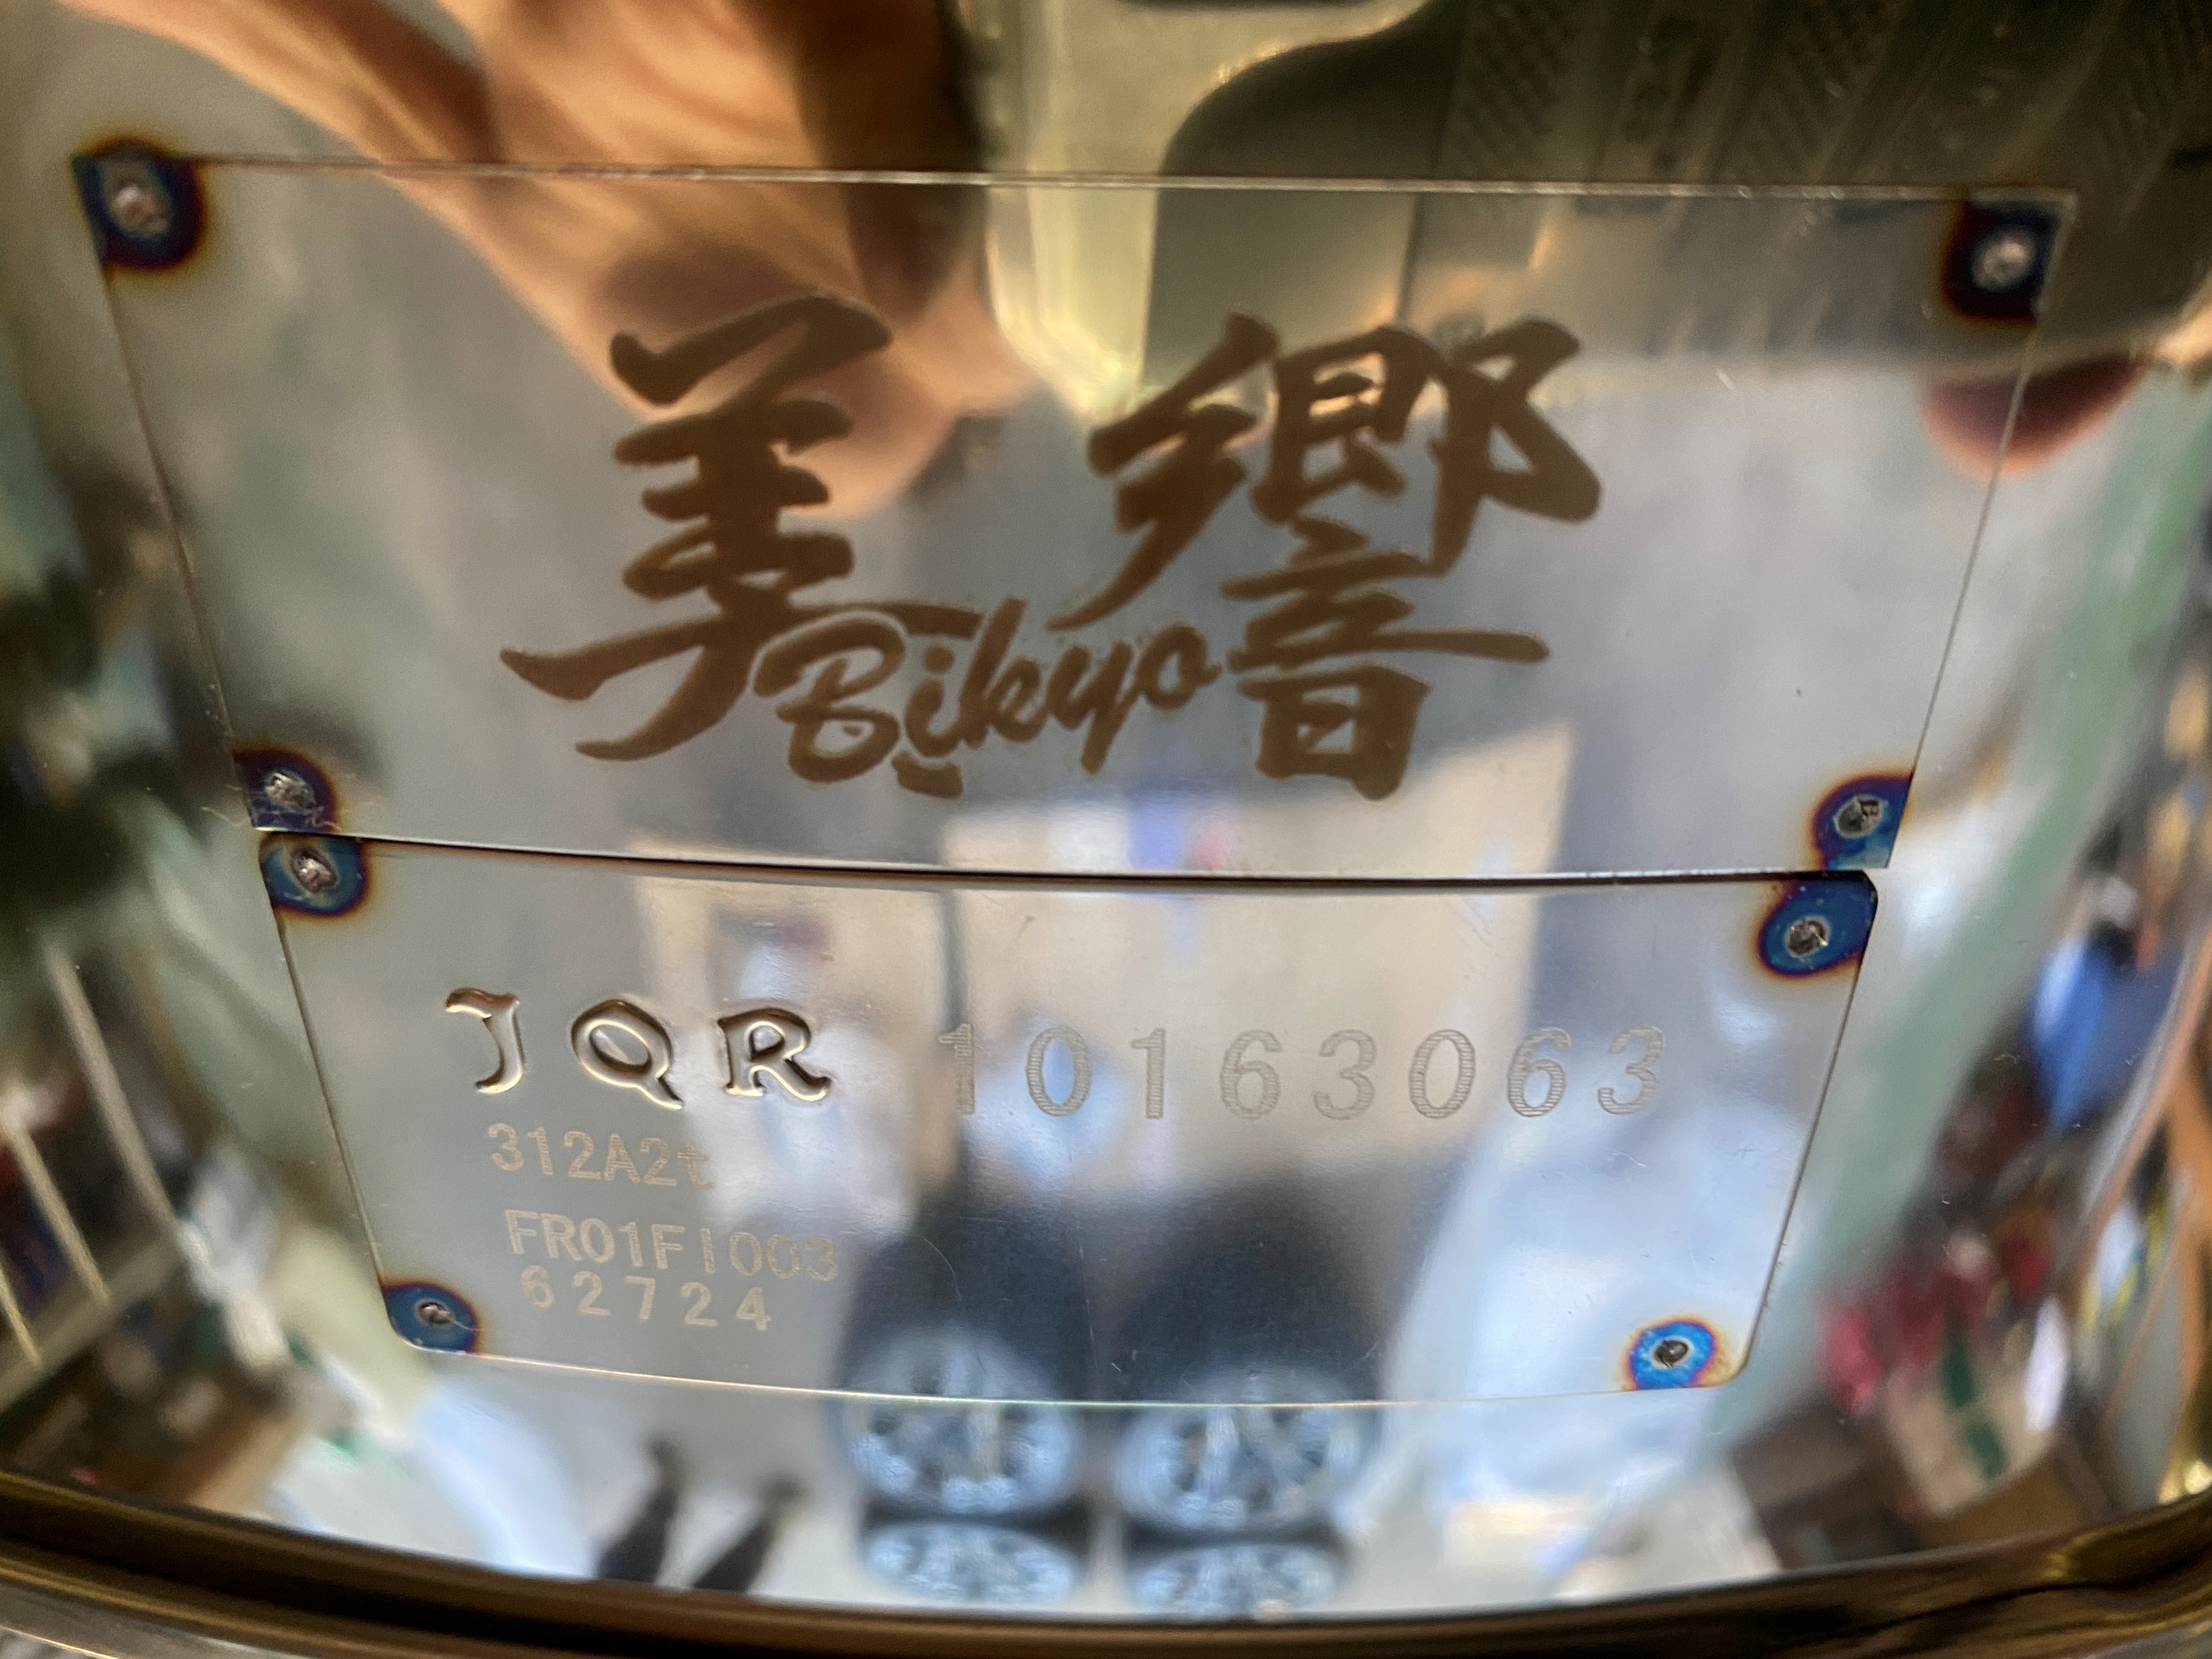 美響
Bikyo
JQR 10163063
312A2t
FR01FI003
62724